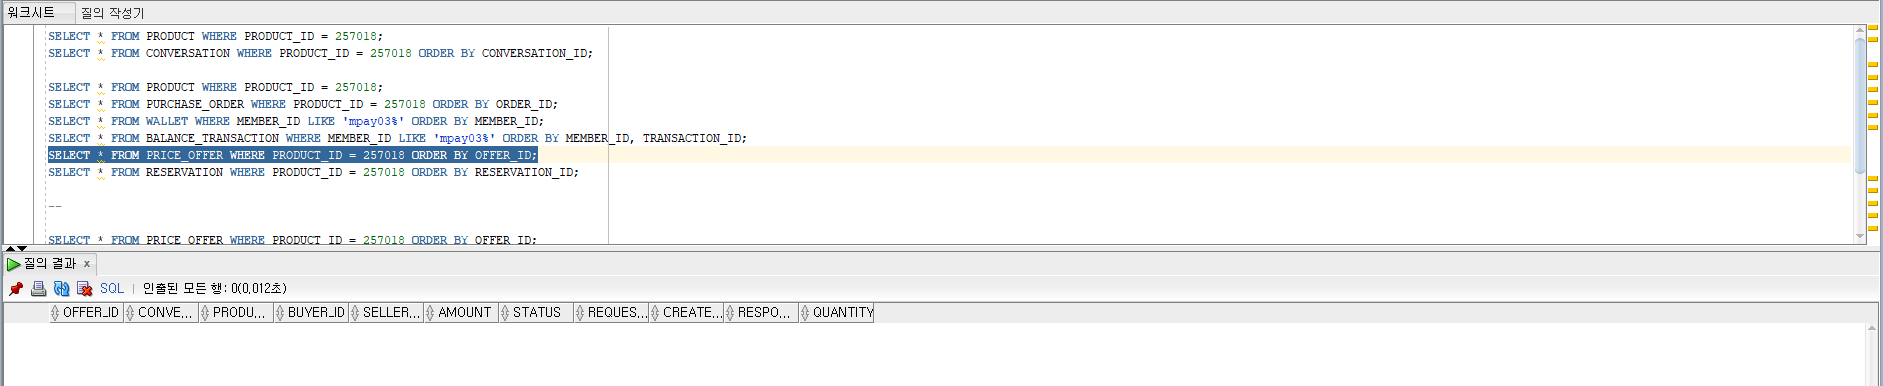 워크시트 질의 작성기
SELECT * FROM PRODUCT WHERE PRODUCT_ID = 257018;
SELECT * FROM CONVERSATION WHERE PRODUCT_ID = 257018 ORDER BY CONVERSATION_ID;
SELECT * FROM PRODUCT WHERE PRODUCT_ID = 257018;
SELECT * FROM PURCHASE_ORDER WHERE PRODUCT_ID = 257018 ORDER BY ORDER_ID;
SELECT * FROM WALLET WHERE MEMBER_ID LIKE 'mpay03%' ORDER BY MEMBER_ID;
SELECT * FROM BALANCE_TRANSACTION WHERE MEMBER_ID LIKE 'mpay03%' ORDER BY MEMBER_ID, TRANSACTION_ID;
SELECT * FROM PRICE_OFFER WHERE PRODUCT_ID = 257018 ORDER BY OFFER_ID;
SELECT * FROM RESERVATION WHERE PRODUCT_ID = 257018 ORDER BY RESERVATION_ID;
--
SELECT * FROM PRICE_OFFER WHERE PRODUCT_ID = 257018 ORDER BY OFFER_ID;
질의 결과 x
SQL | 인출된 모든 행: 0(0,012초)
OFFER_ID CONVE... PRODU... BUYER_ID SELLER... AMOUNT STATUS REQUES... CREATE... RESPO... QUANTITY